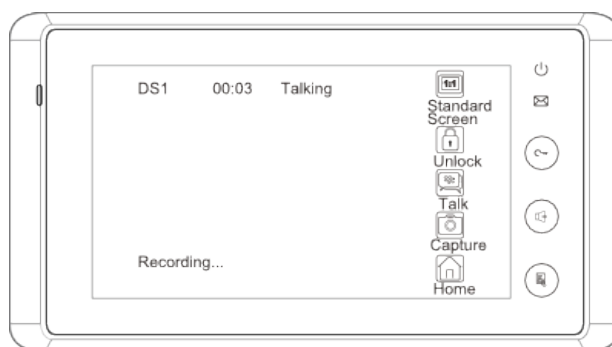 DS1 00:03 Talking
1:1
Standard
Screen
Unlock
Talk
Capture
Recording...
Home